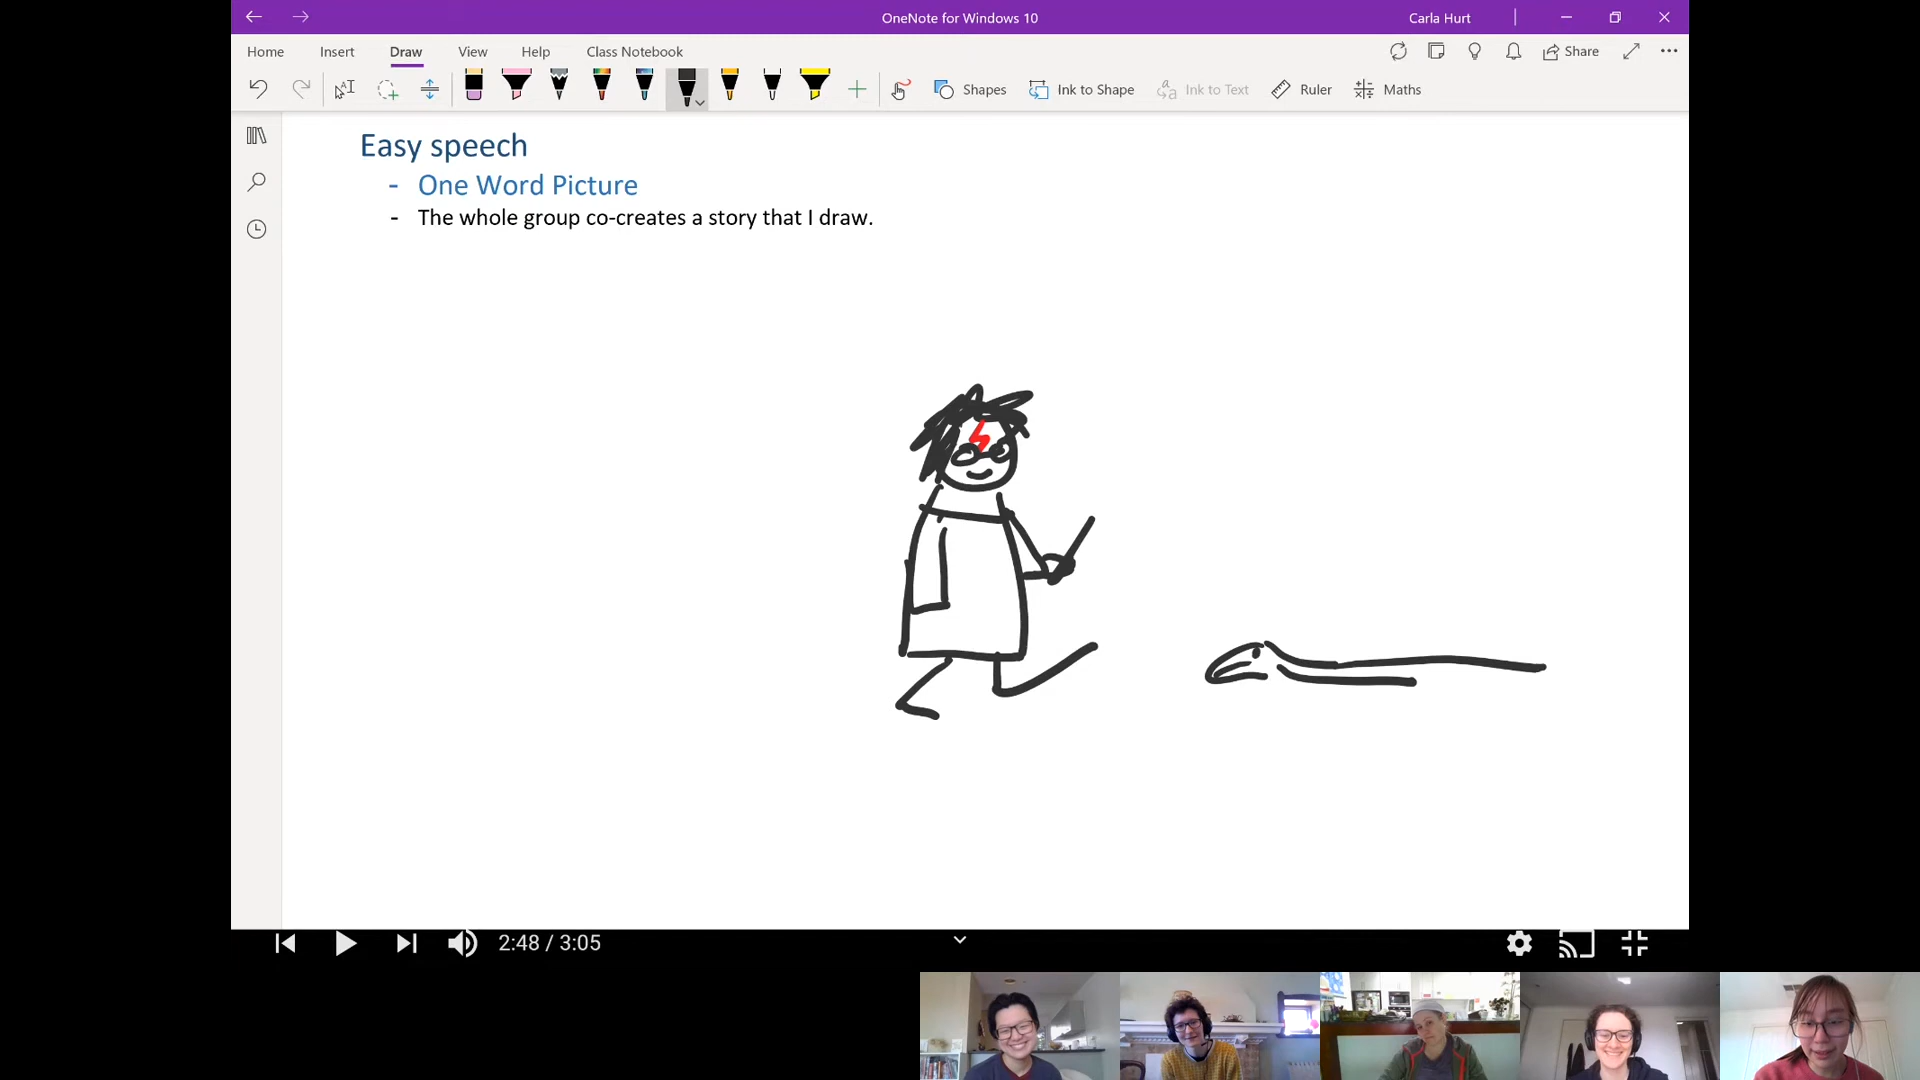 OneNote for Windows 10
Carla Hurt
Home Insert Draw View Help Class Notebook
Share
Shapes Ink to Shape Ink to Text Ruler Maths
Easy speech
- One Word Picture
- The whole group co-creates a story that I draw.
2:48 / 3:05